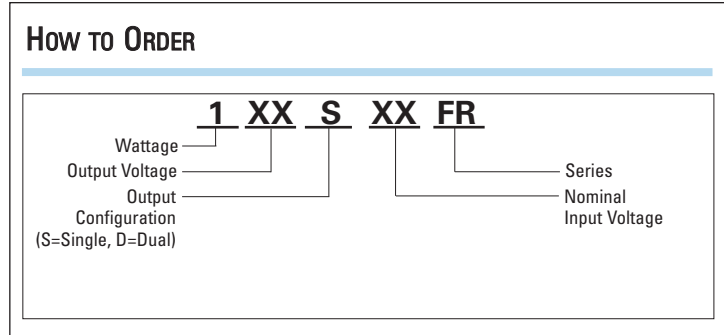 HOW TO ORDER
1 XX S XX FR
Wattage
Output Voltage
Output
Configuration
(S=Single, D=Dual)
Series
Nominal
Input Voltage